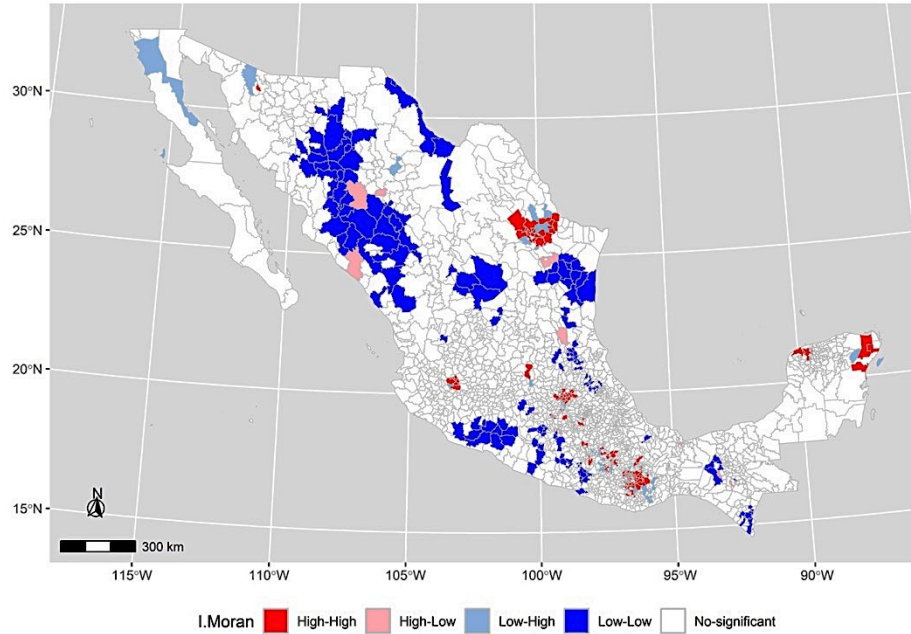 30°N
25°N
20°N
15°N
N
300 km
115°W 110°W 105°W 100°W 95°W 90°W
I.Moran High-High High-Low Low-High Low-Low No-significant